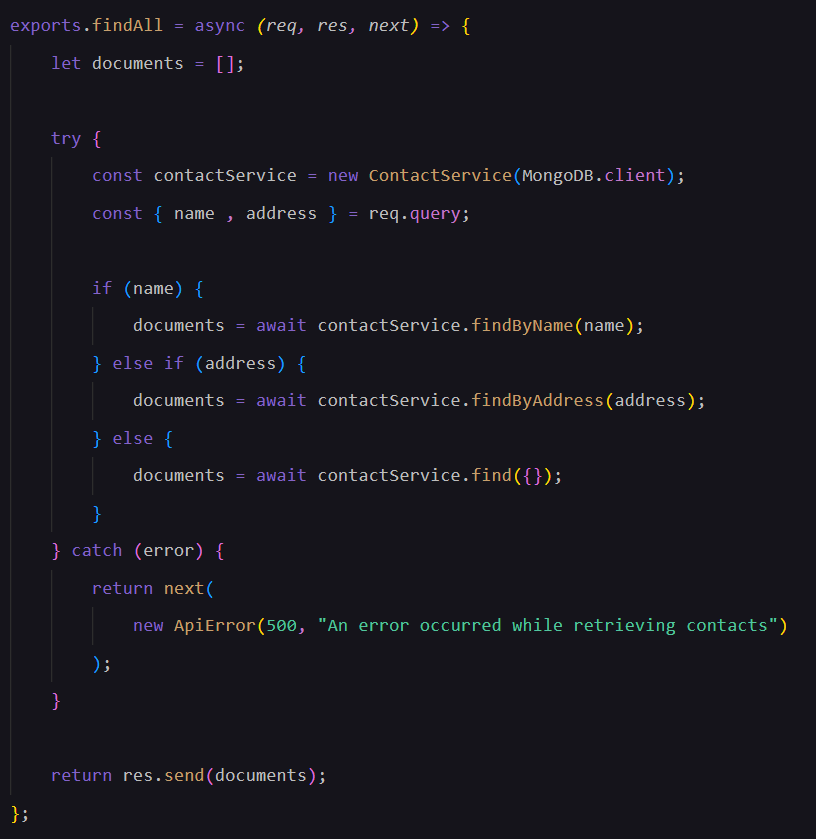 exports.findAll = async (req, res, next) => {
let documents = [];
try {
const contactService = new ContactService(MongoDB.client);
const { name , address } = req.query;
if (name) {
documents = await contactService.findByName(name);
} else if (address) {
documents = await contactService.findByAddress(address);
} else {
documents = await contactService.find({});
}
} catch (error) {
return next(
new ApiError(500, "An error occurred while retrieving contacts")
);
}
return res.send(documents);
};